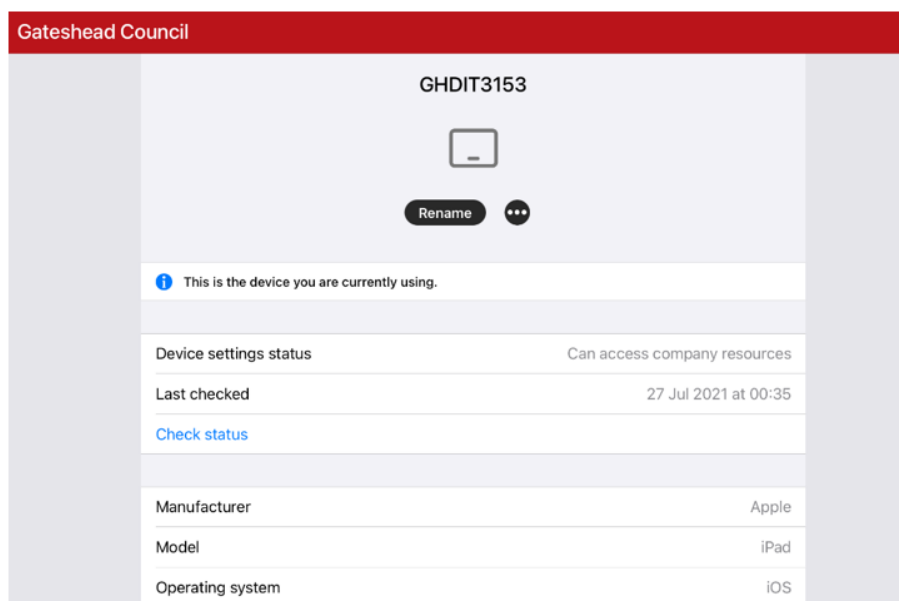 Gateshead Council
GHDIT3153
Rename
This is the device you are currently using.
Device settings status Can access company resources
Last checked 27 Jul 2021 at 00:35
Check status
Manufacturer Apple
Model iPad
Operating system iOS